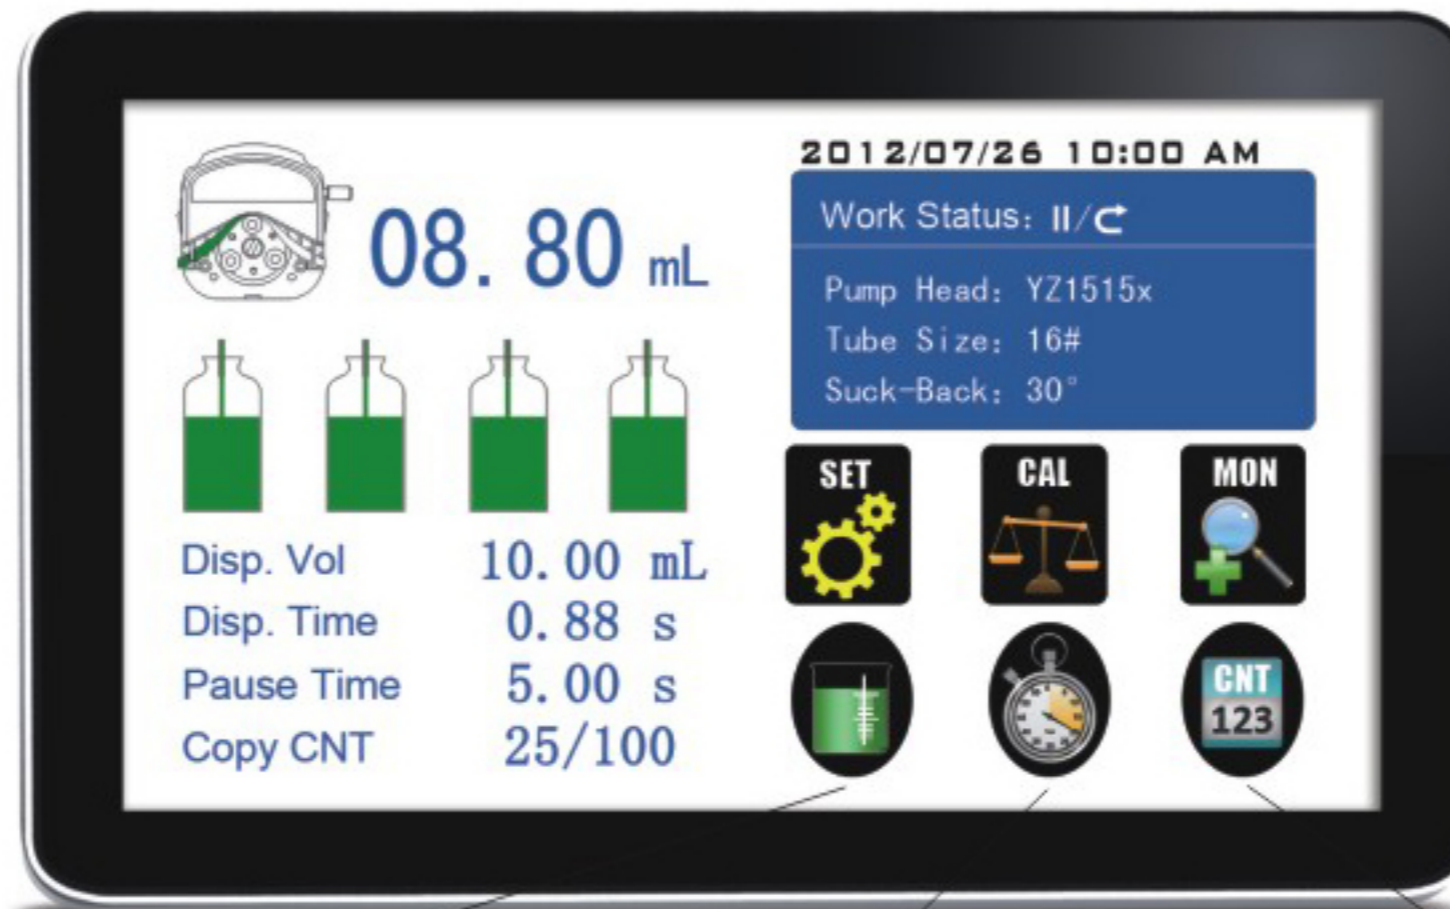 08.80 mL
Disp. Vol 10.00 mL
Disp. Time 0.88 s
Pause Time 5.00 s
Copy CNT 25/100
2012/07/26 10:00 AM
Work Status: II/
Pump Head: YZ1515x
Tube Size: 16#
Suck-Back: 30°
SET
CAL
MON
CNT
123